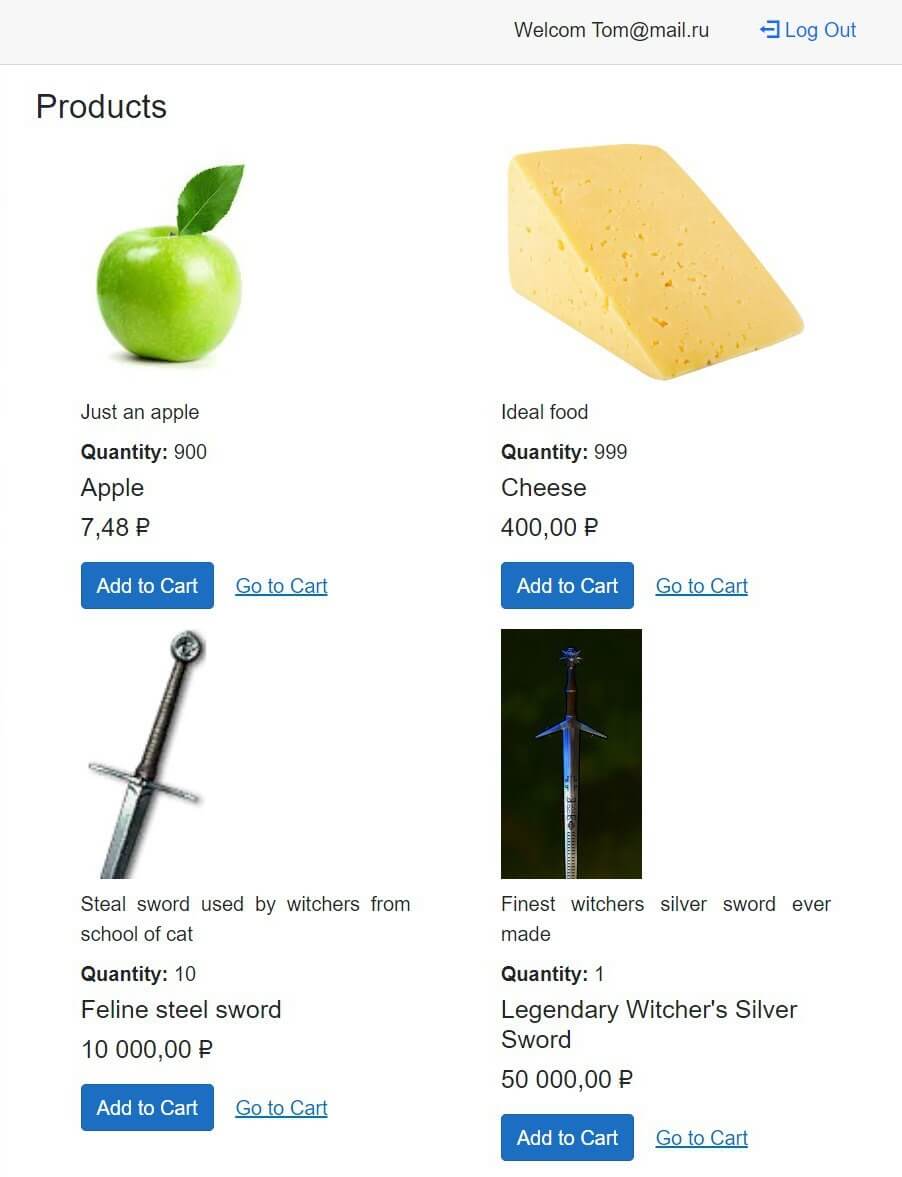 Welcom Tom@mail.ru Log Out
Products
Just an apple
Quantity: 900
Apple
7,48 ₽
Add to Cart Go to Cart
Ideal food
Quantity: 999
Cheese
400,00 ₽
Add to Cart Go to Cart
Steal sword used by witchers from
school of cat
Quantity: 10
Feline steel sword
10 000,00 ₽
Add to Cart Go to Cart
Finest witchers silver sword ever
made
Quantity: 1
Legendary Witcher's Silver
Sword
50 000,00 ₽
Add to Cart Go to Cart